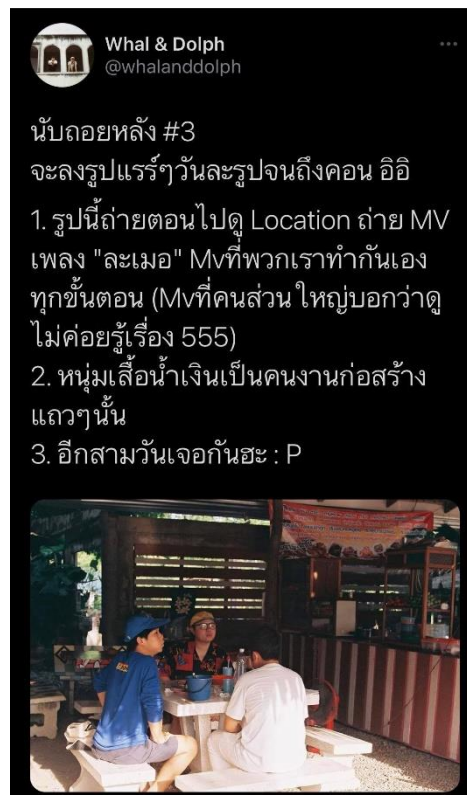 Whal & Dolph
@whalanddolph
นับถอยหลัง #3
จะลงรูปแรร์ๆวันละรูปจนถึงคอน อิอิ
1. รูปนี้ถ่ายตอนไปดู Location ถ่าย MV
เพลง "ละเมอ" Mvที่พวกเราทำกันเอง
ทุกขั้นตอน (Mvที่คนส่วนใหญ่บอกว่าดู
ไม่ค่อยรู้เรื่อง 555)
2. หนุ่มเสื้อน้ำเงินเป็นคนงานก่อสร้าง
แถวๆนั้น
3. อีกสามวันเจอกันฮะ : P